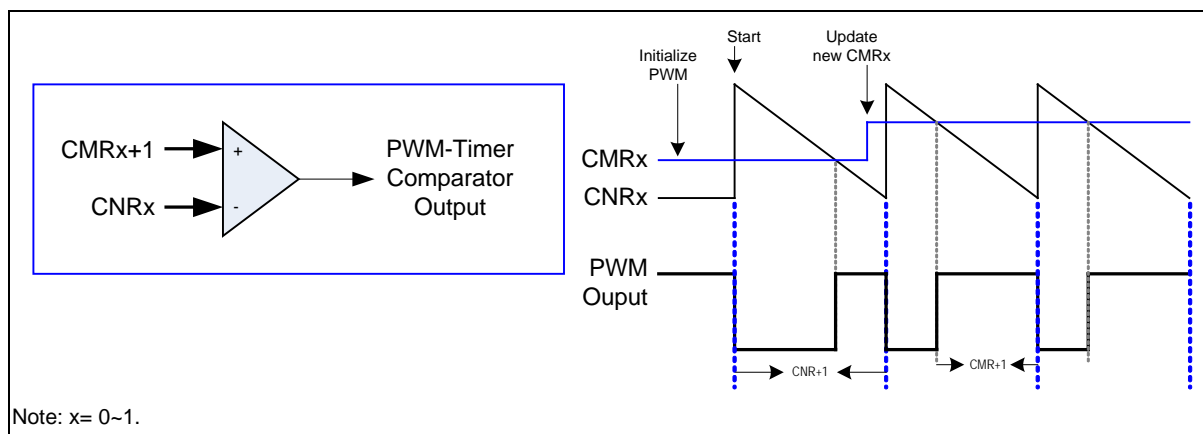 CMRx+1
CNRx
+
-
PWM-Timer
Comparator
Output
Start
Initialize
PWM
Update
new CMRx
CMRx
CNRx
PWM
Ouput
CNR+1
CMR+1
Note: x= 0~1.